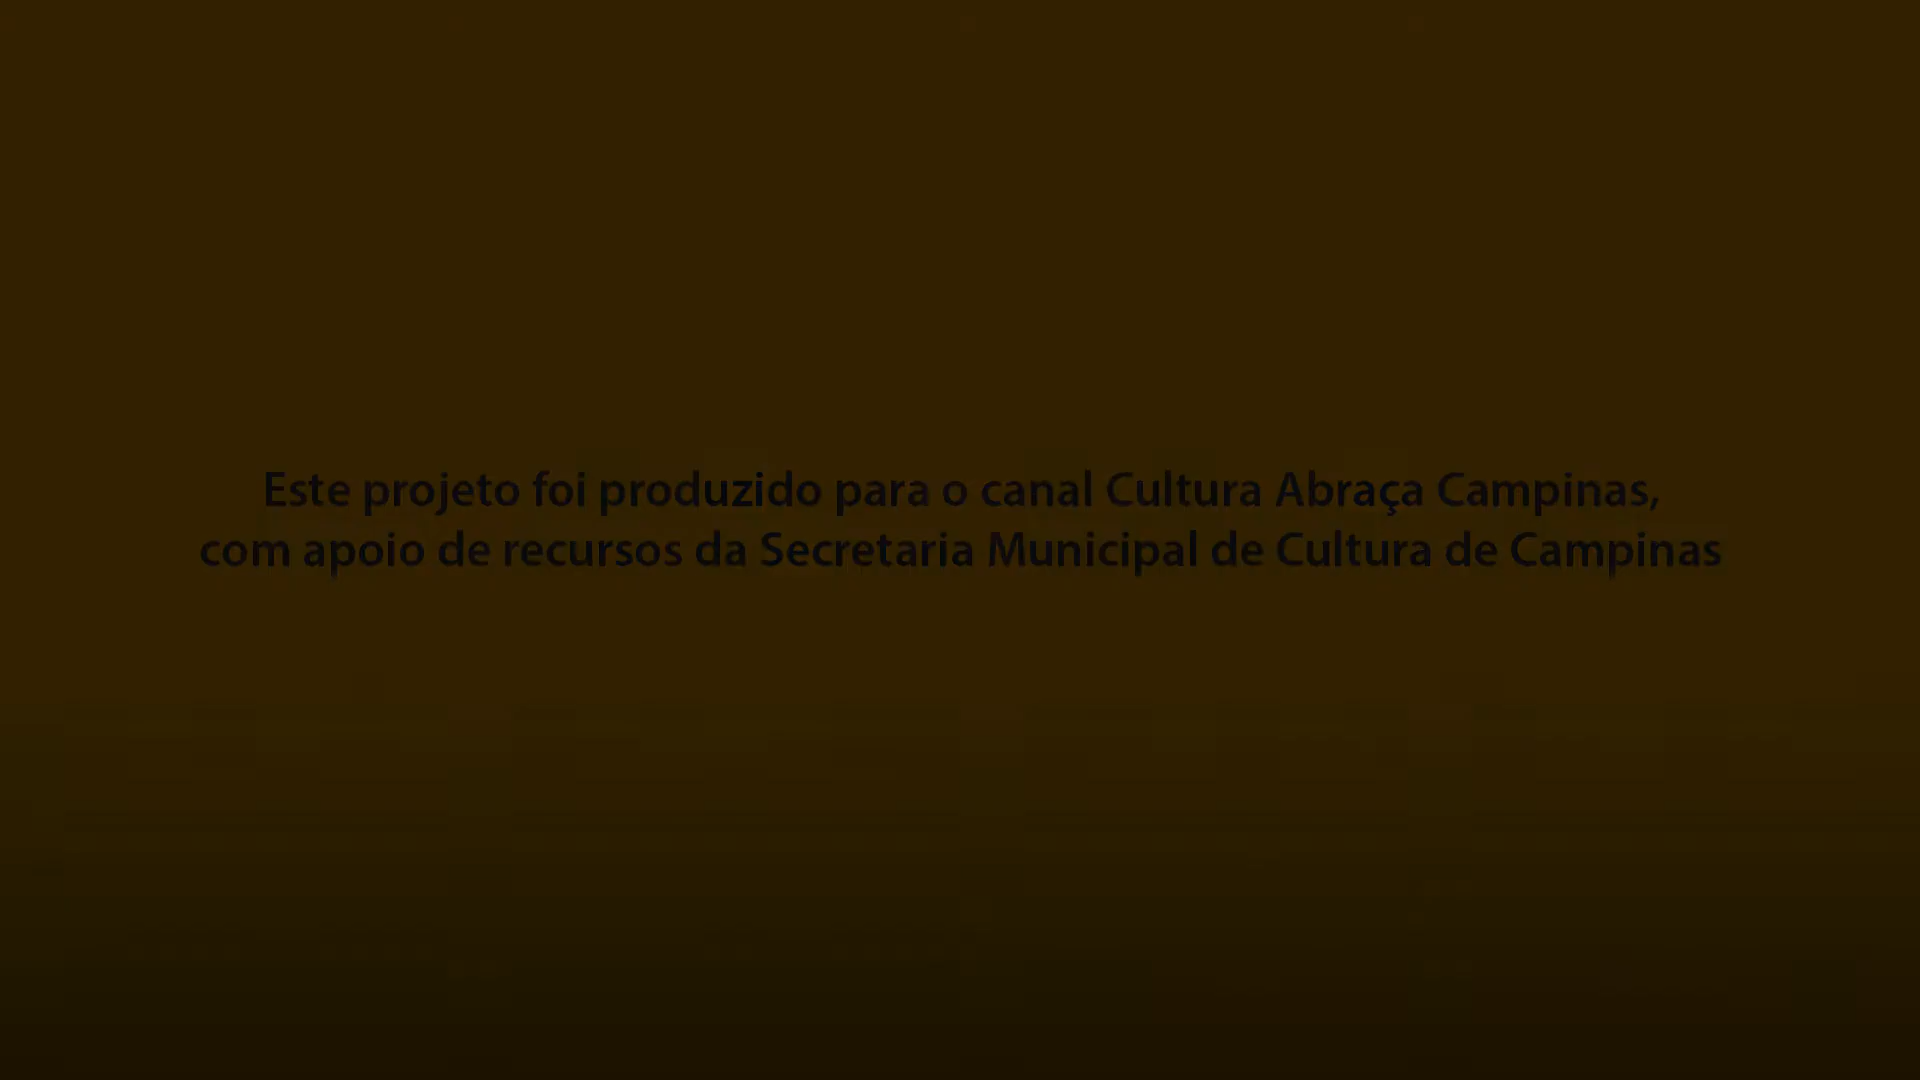 Este projeto foi produzido para o canal Cultura Abraça Campinas,
com apoio de recursos da Secretaria Municipal de Cultura de Campinas